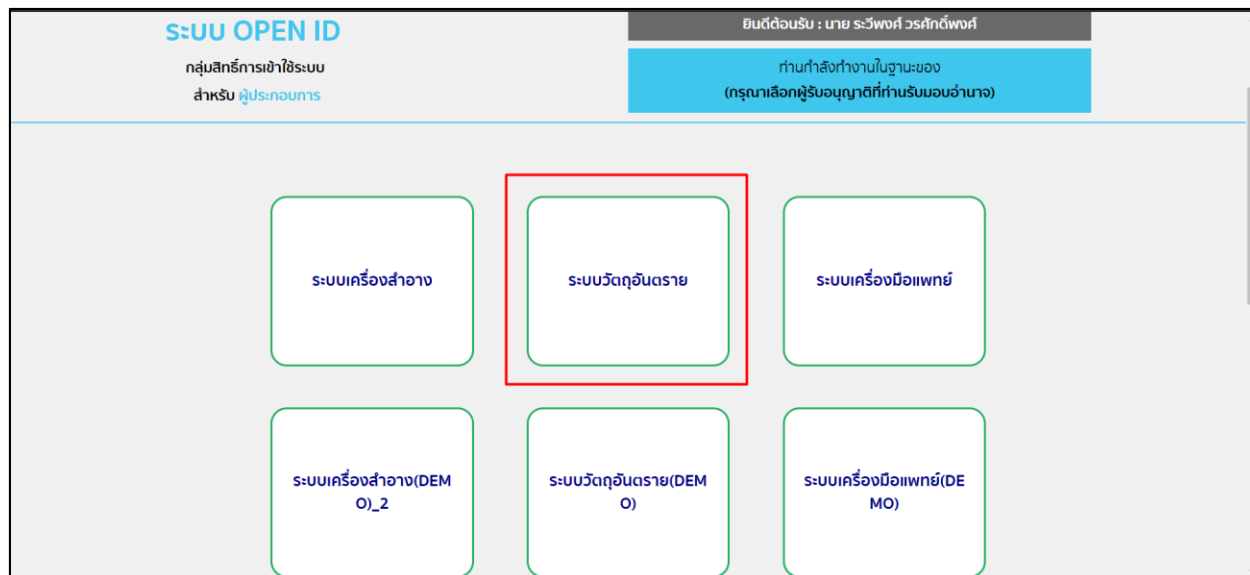 ระบบ OPEN ID
กลุ่มสิทธิ์การเข้าใช้ระบบ
สำหรับ ผู้ประกอบการ
ยินดีต้อนรับ : นาย ระวีพงศ์ วรศักดิ์พงศ์
ท่านกำลังทำงานในฐานะของ
(กรุณาเลือกผู้รับอนุญาติที่ท่านรับมอบอำนาจ)
ระบบเครื่องสำอาง
ระบบวัตถุอันตราย
ระบบเครื่องมือแพทย์
ระบบเครื่องสำอาง(DEM
O)_2
ระบบวัตถุอันตราย(DEM
O)
ระบบเครื่องมือแพทย์(DE
MO)